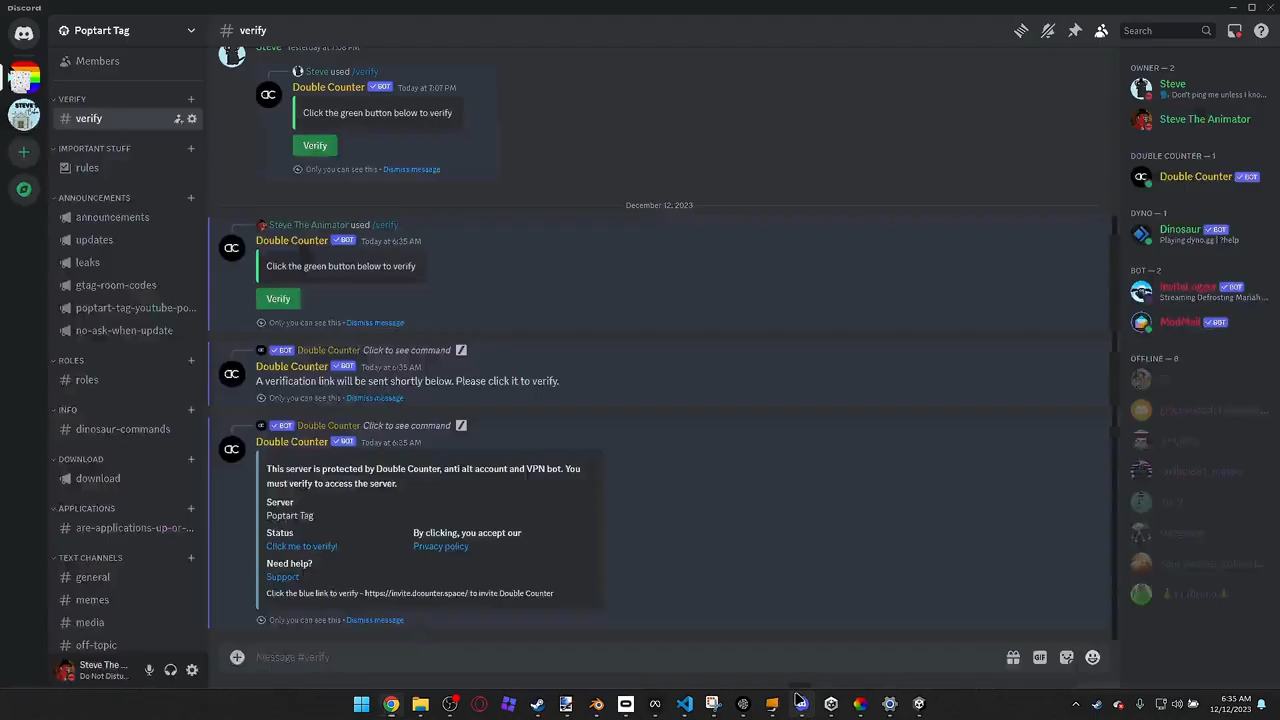 Discord
Poptart Tag
Members
VERIFY
verify
IMPORTANT STUFF
rules
ANNOUNCEMENTS
announcements
updates
leaks
gtag-room-codes
poptart-tag-youtube-po...
no-ask-when-update
ROLES
roles
INFO
dinosaur-commands
DOWNLOAD
download
APPLICATIONS
are-applications-up-or-...
TEXT CHANNELS
general
memes
media
off-topic
Steve The ...
Do Not Distu...
# verify
Search
Steve Yesterday at 7:08 PM
Steve used /verify
Double Counter BOT Today at 7:07 PM
Click the green button below to verify
Verify
Only you can see this • Dismiss message
December 12, 2023
Steve The Animator used /verify
Double Counter BOT Today at 6:35 AM
Click the green button below to verify
Verify
Only you can see this • Dismiss message
BOT Double Counter Click to see command
Double Counter BOT Today at 6:35 AM
A verification link will be sent shortly below. Please click it to verify.
Only you can see this • Dismiss message
BOT Double Counter Click to see command
Double Counter BOT Today at 6:35 AM
This server is protected by Double Counter, anti alt account and VPN bot. You
must verify to access the server.
Server
Poptart Tag
Status By clicking, you accept our
Click me to verify! Privacy policy
Need help?
Support
Click the blue link to verify - https://invite.dcounter.space/ to invite Double Counter
Only you can see this • Dismiss message
Message #verify
GIF
OWNER — 2
Steve
Don't ping me unless I kno...
Steve The Animator
DOUBLE COUNTER — 1
Double Counter BOT
DYNO — 1
Dinosaur BOT
Playing dyno.gg | ?help
BOT — 2
InviteLogger BOT
Streaming Defrosting Mariah ...
ModMail BOT
OFFLINE — 8
6:35 AM
12/12/2023